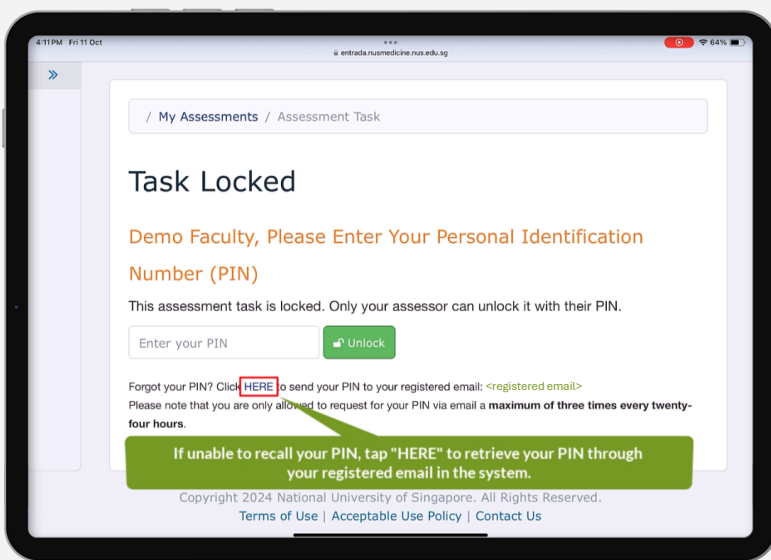 4:11 PM Fri 11 Oct
64%
entrada.nusmedicine.nus.edu.sg
/ My Assessments / Assessment Task
Task Locked
Demo Faculty, Please Enter Your Personal Identification
Number (PIN)
This assessment task is locked. Only your assessor can unlock it with their PIN.
Enter your PIN
Unlock
Forgot your PIN? Click HERE to send your PIN to your registered email: <registered email>
Please note that you are only allowed to request for your PIN via email a maximum of three times every twenty-
four hours.
If unable to recall your PIN, tap "HERE" to retrieve your PIN through
your registered email in the system.
Copyright 2024 National University of Singapore. All Rights Reserved.
Terms of Use | Acceptable Use Policy | Contact Us